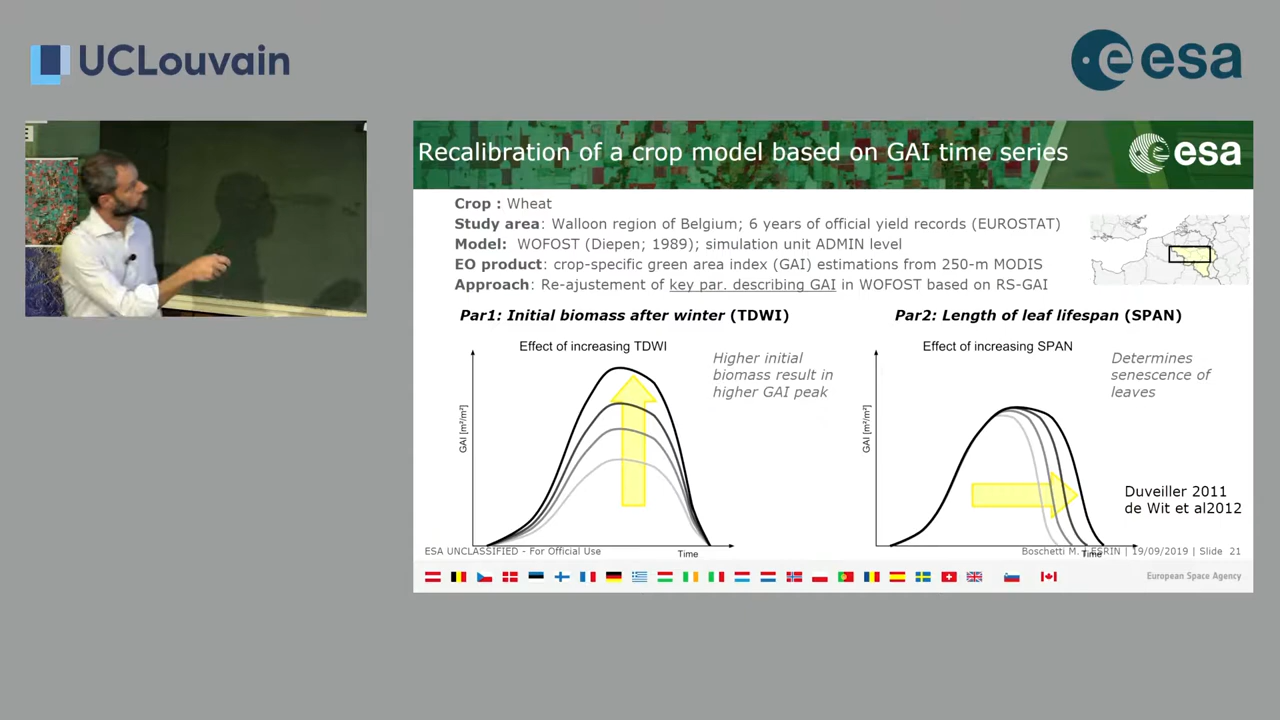 UCLouvain
esa
Recalibration of a crop model based on GAI time series
esa
Crop : Wheat
Study area: Walloon region of Belgium; 6 years of official yield records (EUROSTAT)
Model: WOFOST (Diepen; 1989); simulation unit ADMIN level
EO product: crop-specific green area index (GAI) estimations from 250-m MODIS
Approach: Re-ajustement of key par. describing GAI in WOFOST based on RS-GAI
Par1: Initial biomass after winter (TDWI)
Effect of increasing TDWI
Higher initial
biomass result in
higher GAI peak
GAI [m²/m²]
Time
Par2: Length of leaf lifespan (SPAN)
Effect of increasing SPAN
Determines
senescence of
leaves
GAI [m²/m²]
Time
Duveiller 2011
de Wit et al2012
ESA UNCLASSIFIED - For Official Use
Boschetti M. | ESRIN | 19/09/2019 | Slide 21
European Space Agency